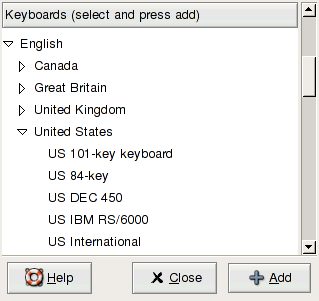 Keyboards (select and press add)
English
Canada
Great Britain
United Kingdom
United States
US 101-key keyboard
US 84-key
US DEC 450
US IBM RS/6000
US International
Help Close Add